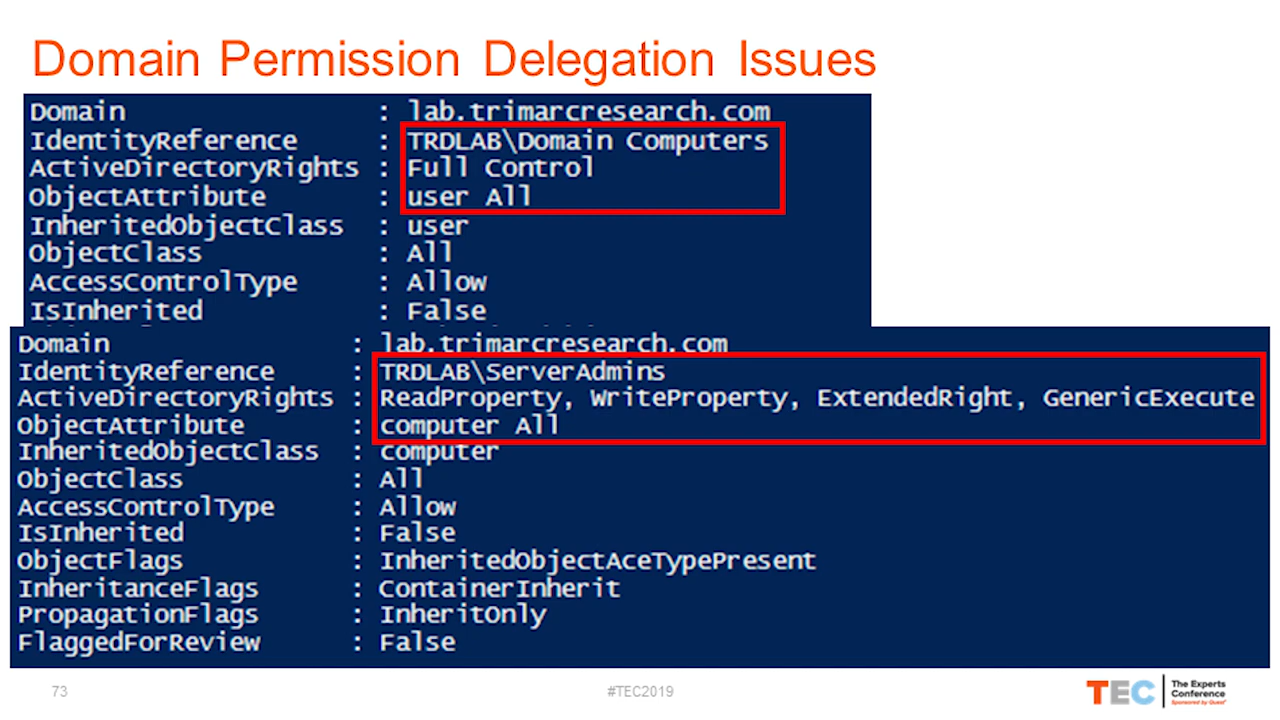 Domain Permission Delegation Issues
Domain : lab.trimarcresearch.com
IdentityReference : TRDLAB\Domain Computers
ActiveDirectoryRights : Full Control
ObjectAttribute : user All
InheritedObjectClass : user
ObjectClass : All
AccessControlType : Allow
IsInherited : False
Domain : lab.trimarcresearch.com
IdentityReference : TRDLAB\ServerAdmins
ActiveDirectoryRights : ReadProperty, WriteProperty, ExtendedRight, GenericExecute
ObjectAttribute : computer All
InheritedObjectClass : computer
ObjectClass : All
AccessControlType : Allow
IsInherited : False
ObjectFlags : InheritedObjectAceTypePresent
InheritanceFlags : ContainerInherit
PropagationFlags : InheritOnly
FlaggedForReview : False
73
#TEC2019
TEC
The Experts
Conference
Sponsored by Quest